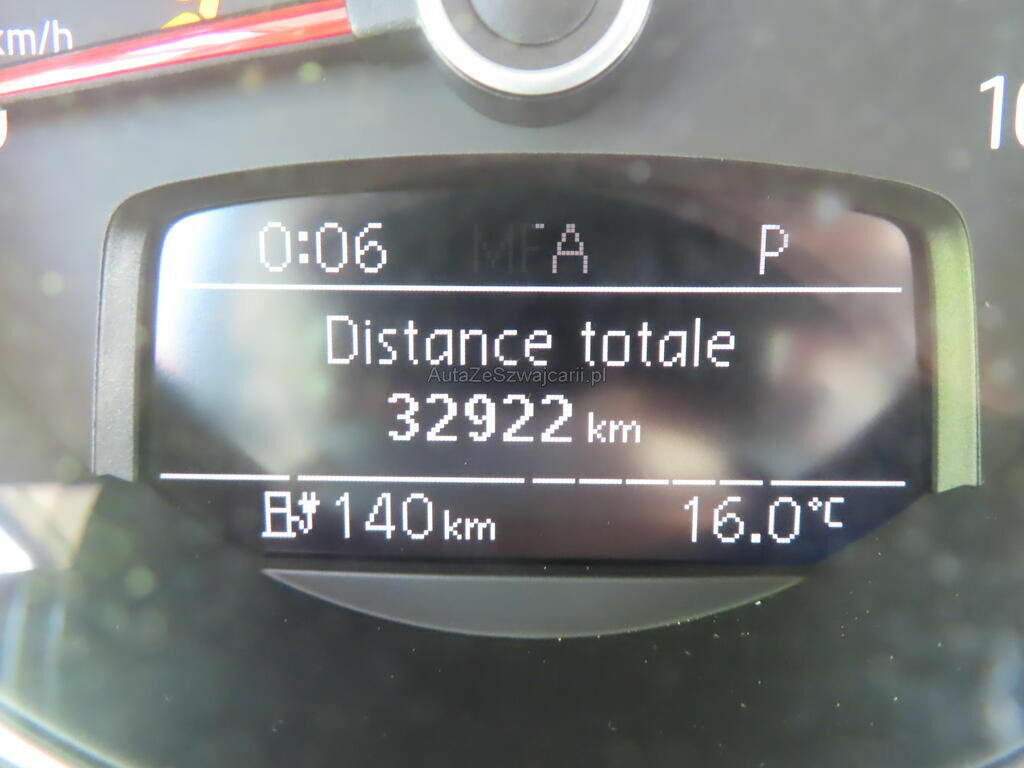 km/h
0:06 MFA P
Distance totale
AutaZeSzwajcarii.pl
32922 km
140 km 16.0°C